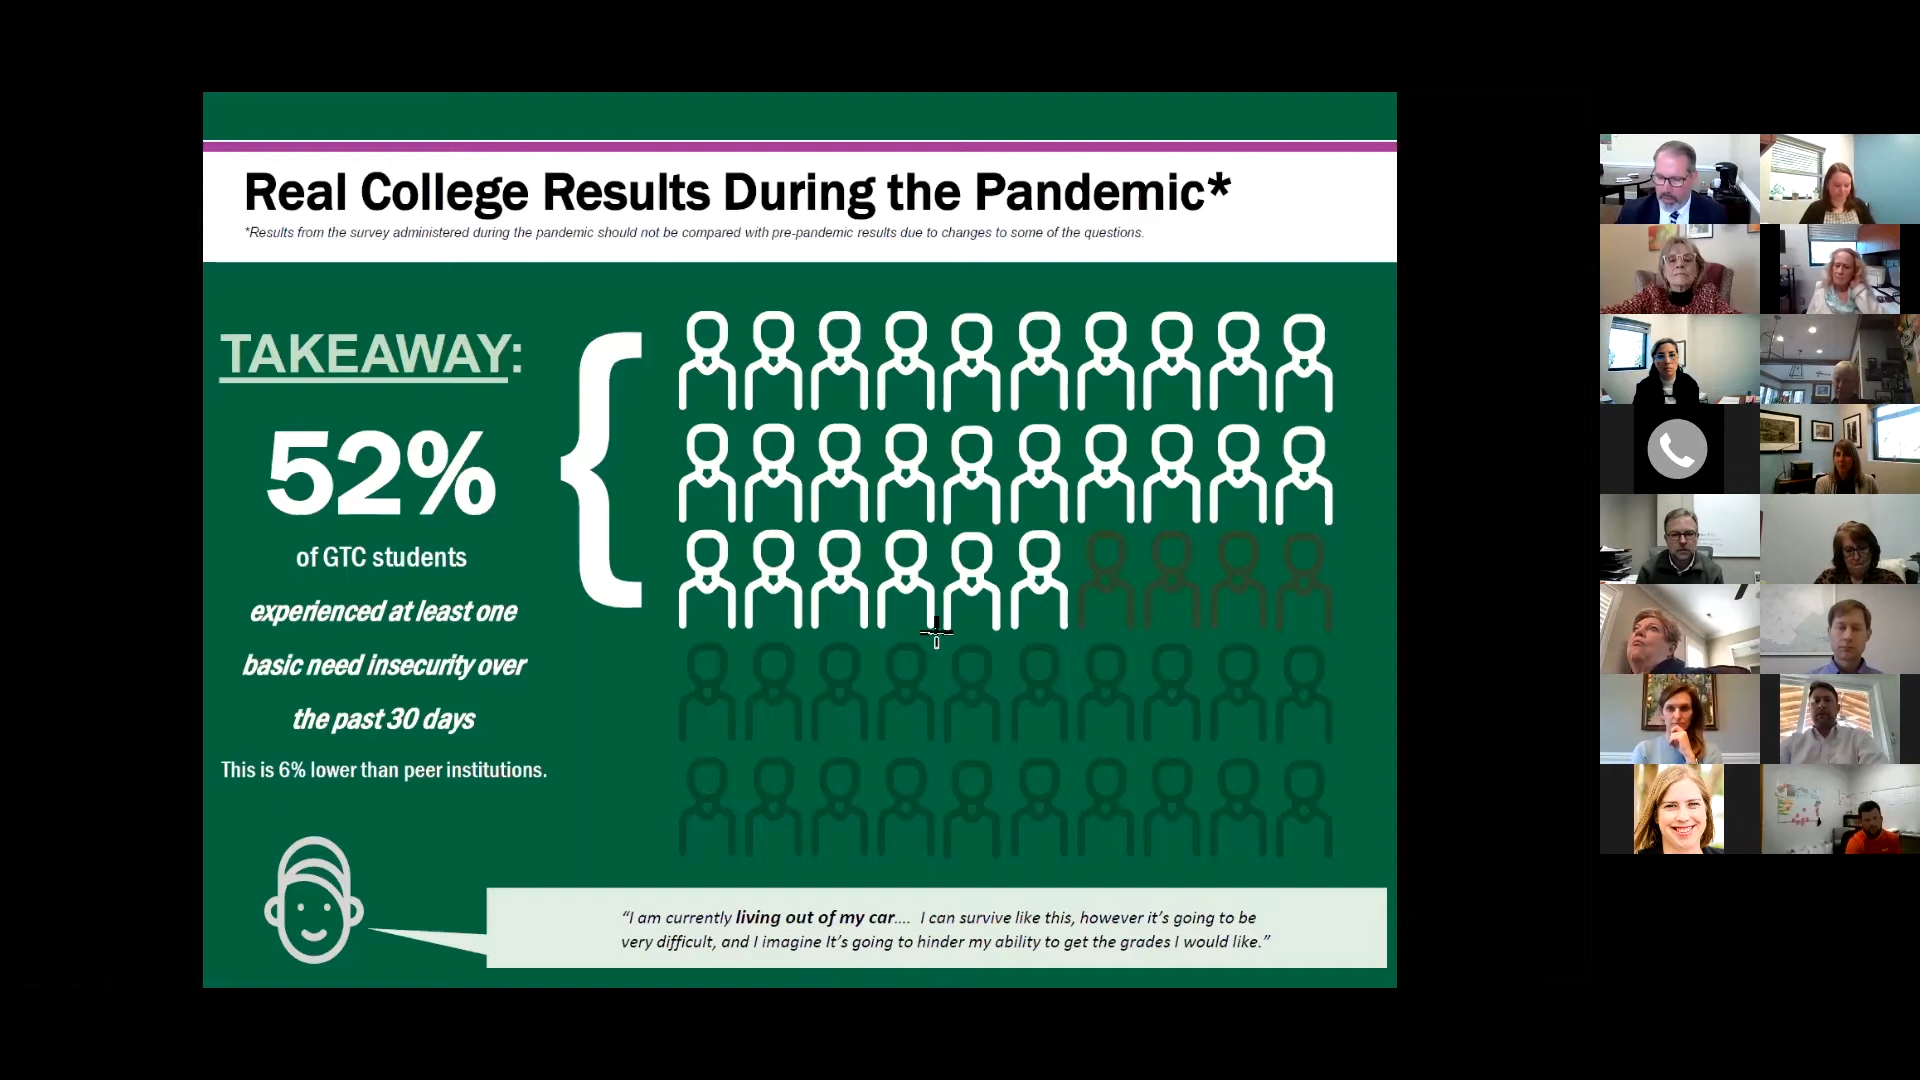 Real College Results During the Pandemic*
*Results from the survey administered during the pandemic should not be compared with pre-pandemic results due to changes to some of the questions.
TAKEAWAY:
52%
of GTC students
experienced at least one
basic need insecurity over
the past 30 days
This is 6% lower than peer institutions.
“I am currently living out of my car.... I can survive like this, however it’s going to be
very difficult, and I imagine It’s going to hinder my ability to get the grades I would like.”